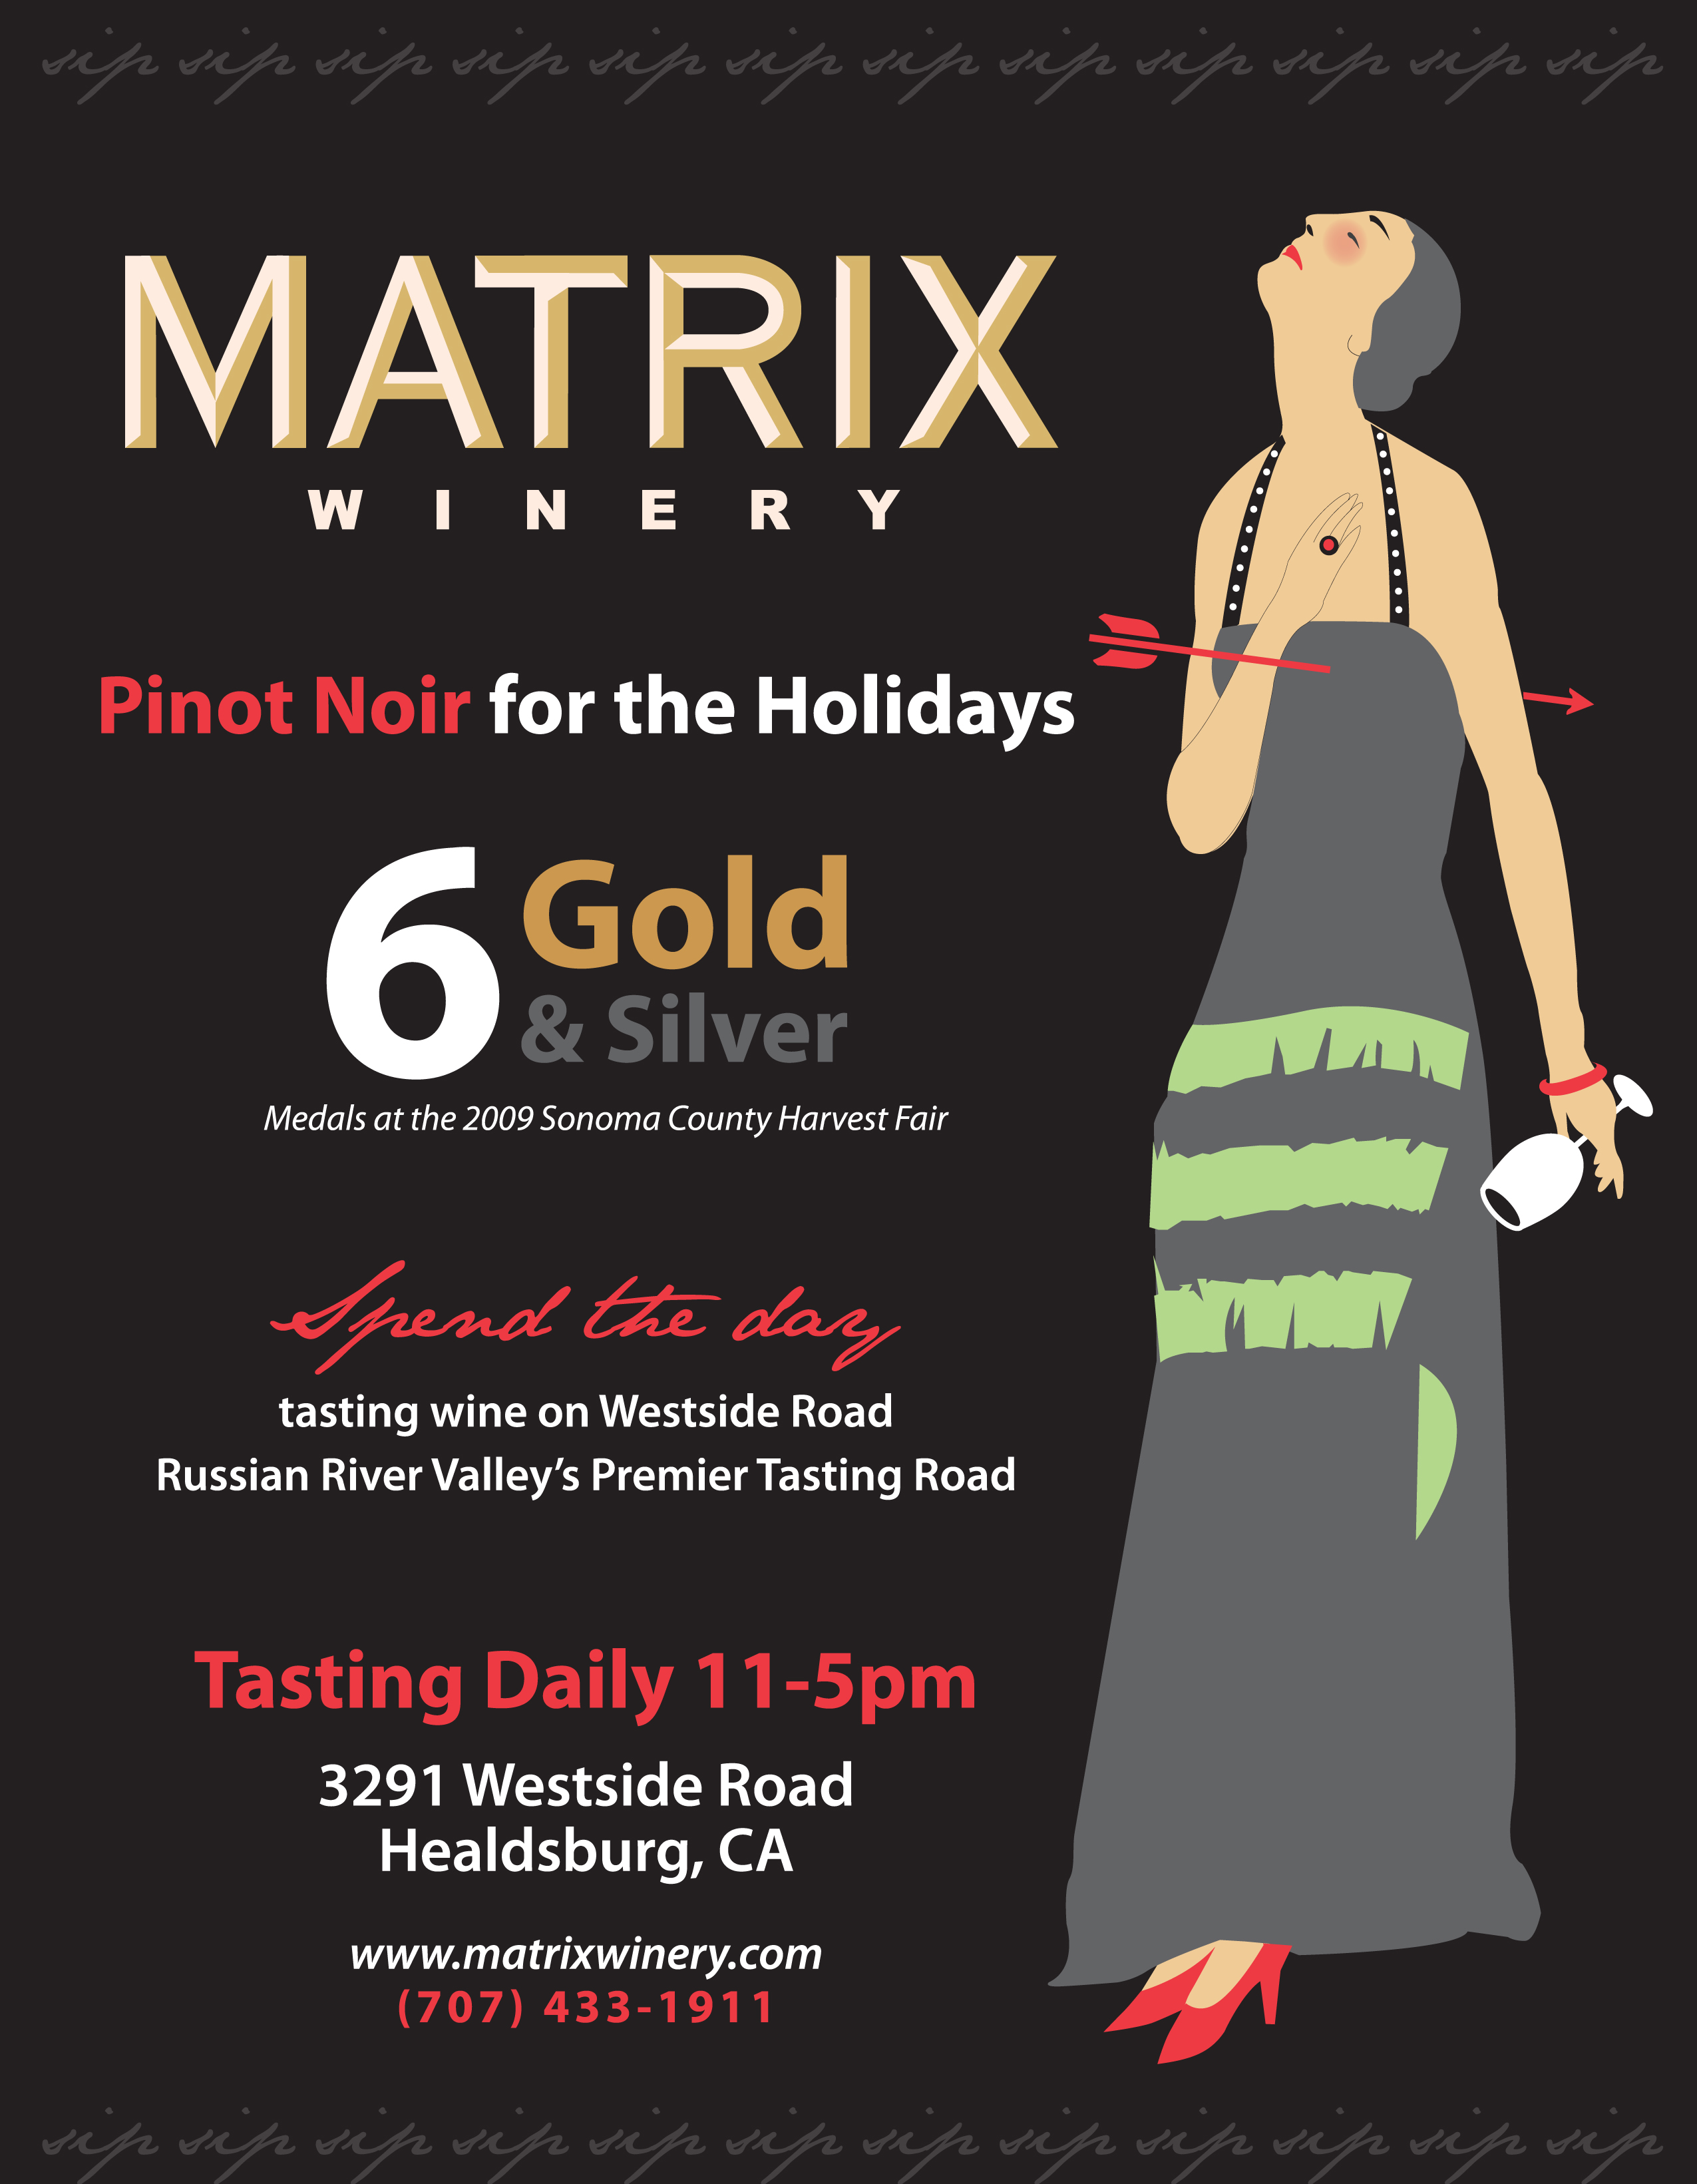 sip sip sip sip sip sip sip sip sip sip sip sip
MATRIX
WINERY
Pinot Noir for the Holidays
6 Gold
& Silver
Medals at the 2009 Sonoma County Harvest Fair
Spend the day
tasting wine on Westside Road
Russian River Valley’s Premier Tasting Road
Tasting Daily 11-5pm
3291 Westside Road
Healdsburg, CA
www.matrixwinery.com
(707) 433-1911
sip sip sip sip sip sip sip sip sip sip sip sip